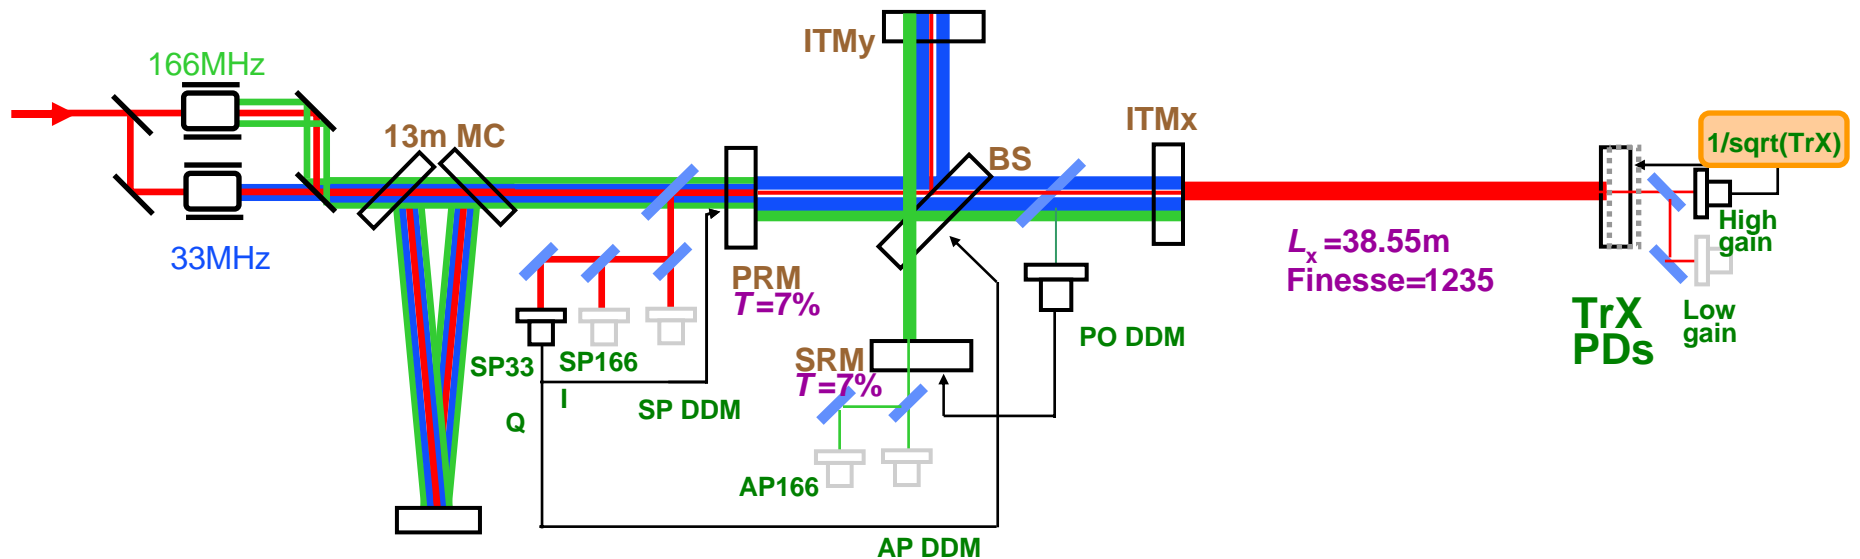 166MHz
33MHz
13m MC
ITMy
BS
ITMx
1/sqrt(TrX)
High
gain
Low
gain
TrX
PDs
Lx =38.55m
Finesse=1235
PRM
T=7%
SRM
T=7%
PO DDM
SP33
SP166
SP DDM
I
Q
AP166
AP DDM